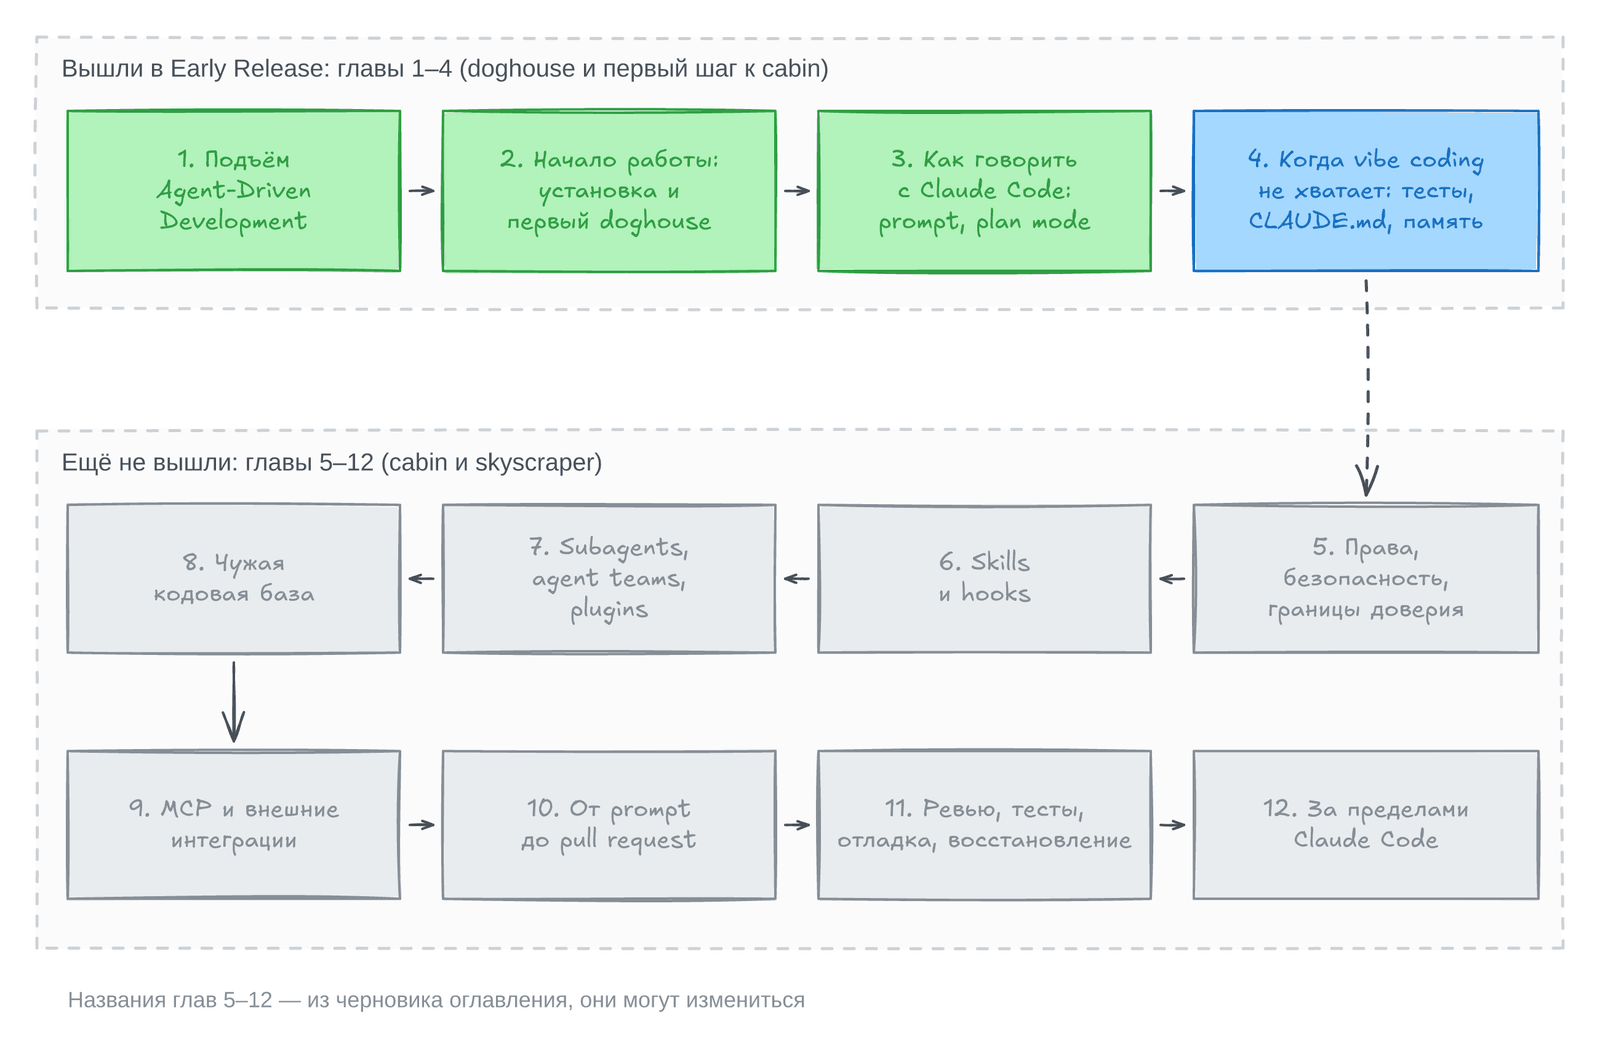 Вышли в Early Release: главы 1–4 (doghouse и первый шаг к cabin)
1. Подъём
Agent-Driven
Development
2. Начало работы:
установка и
первый doghouse
3. Как говорить
с Claude Code:
prompt, plan mode
4. Когда vibe coding
не хватает: тесты,
CLAUDE.md, память
Ещё не вышли: главы 5–12 (cabin и skyscraper)
8. Чужая
кодовая база
7. Subagents,
agent teams,
plugins
6. Skills
и hooks
5. Права,
безопасность,
границы доверия
9. MCP и внешние
интеграции
10. От prompt
до pull request
11. Ревью, тесты,
отладка, восстановление
12. За пределами
Claude Code
Названия глав 5–12 — из черновика оглавления, они могут измениться